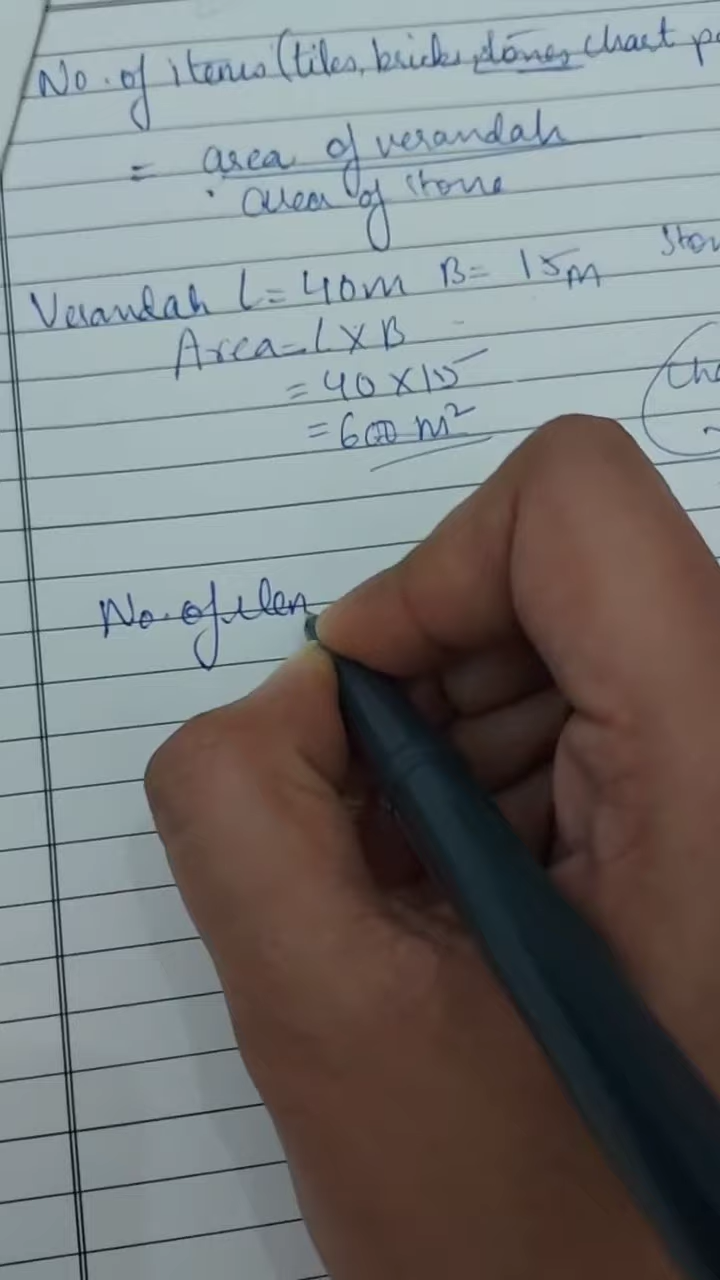 No. of items (tiles, bricks, stones, chart
= area of verandah
area of stone
Verandah L = 40m B = 15m
Area = L X B
= 40 X 15
= 600 m²
No. of